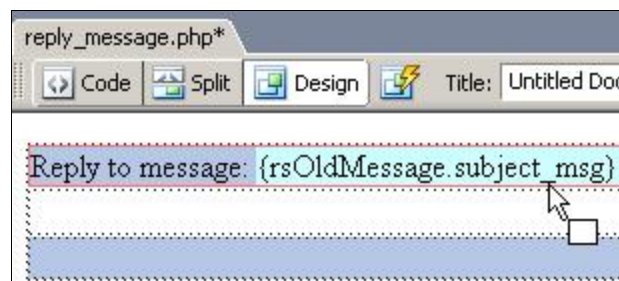 reply_message.php*
Code Split Design Title: Untitled Doc
Reply to message: {rsOldMessage.subject_msg}